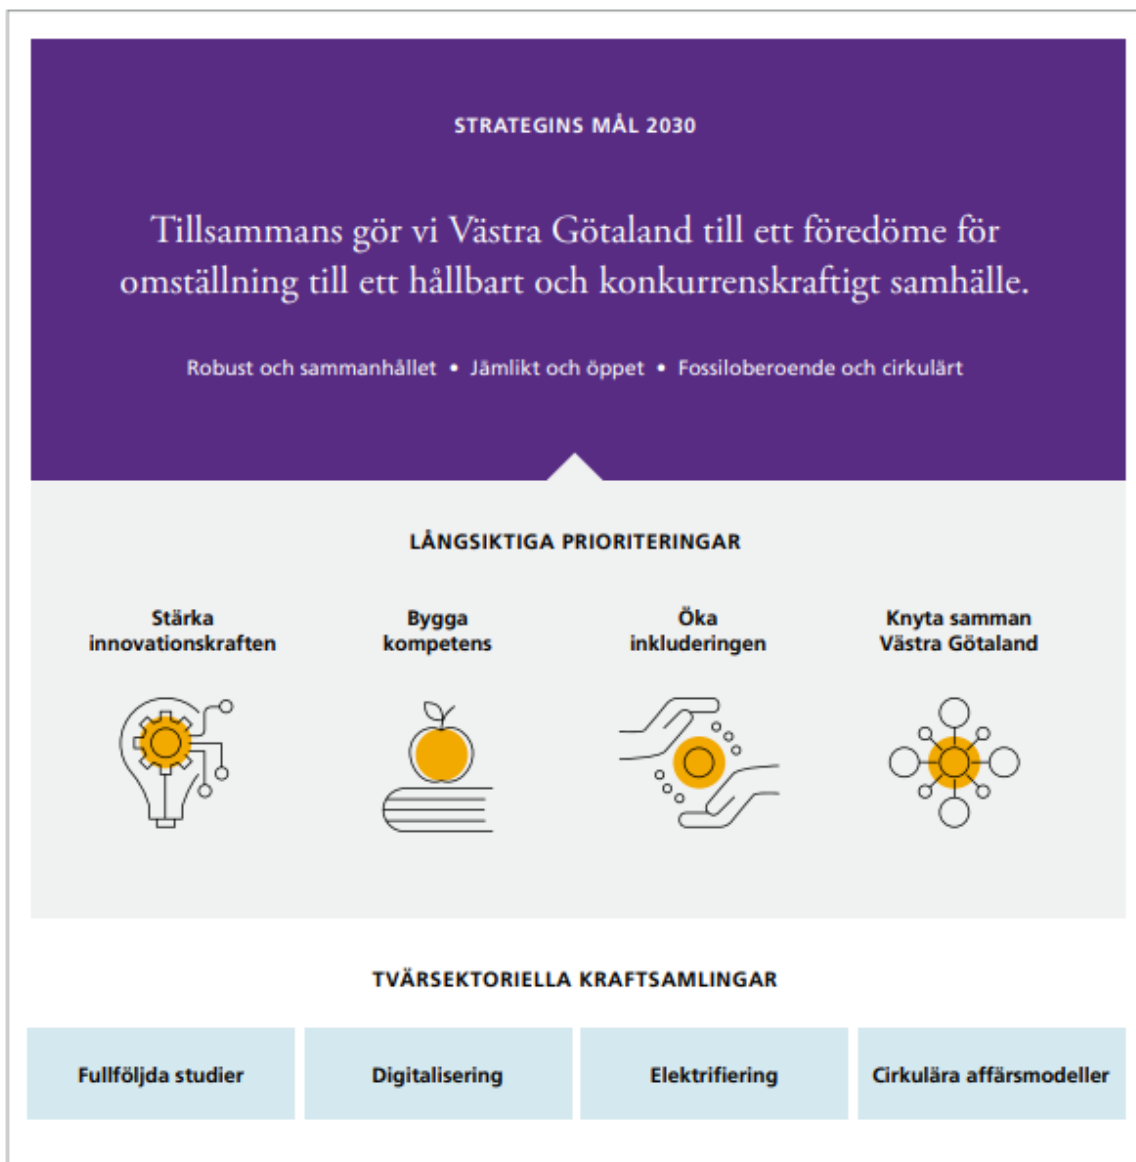 STRATEGINS MÅL 2030
Tillsammans gör vi Västra Götaland till ett föredöme för
omställning till ett hållbart och konkurrenskraftigt samhälle.
Robust och sammanhållet • Jämlikt och öppet • Fossiloberoende och cirkulärt
LÅNGSIKTIGA PRIORITERINGAR
Stärka
innovationskraften
Bygga
kompetens
Öka
inkluderingen
Knyta samman
Västra Götaland
TVÄRSEKTORIELLA KRAFTSAMLINGAR
Fullföljda studier
Digitalisering
Elektrifiering
Cirkulära affärsmodeller